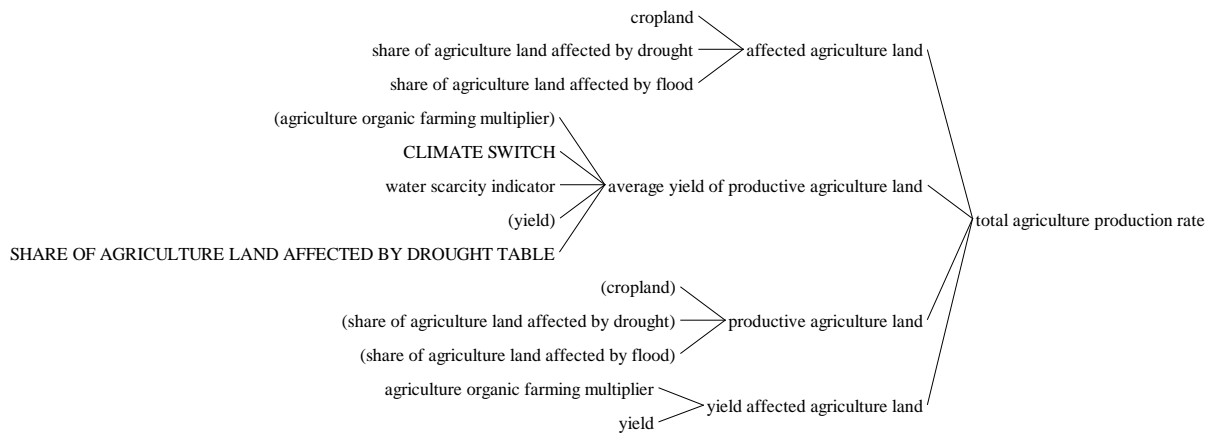 cropland
share of agriculture land affected by drought
affected agriculture land
share of agriculture land affected by flood
(agriculture organic farming multiplier)
CLIMATE SWITCH
water scarcity indicator
average yield of productive agriculture land
(yield)
total agriculture production rate
SHARE OF AGRICULTURE LAND AFFECTED BY DROUGHT TABLE
(cropland)
(share of agriculture land affected by drought)
productive agriculture land
(share of agriculture land affected by flood)
agriculture organic farming multiplier
yield affected agriculture land
yield